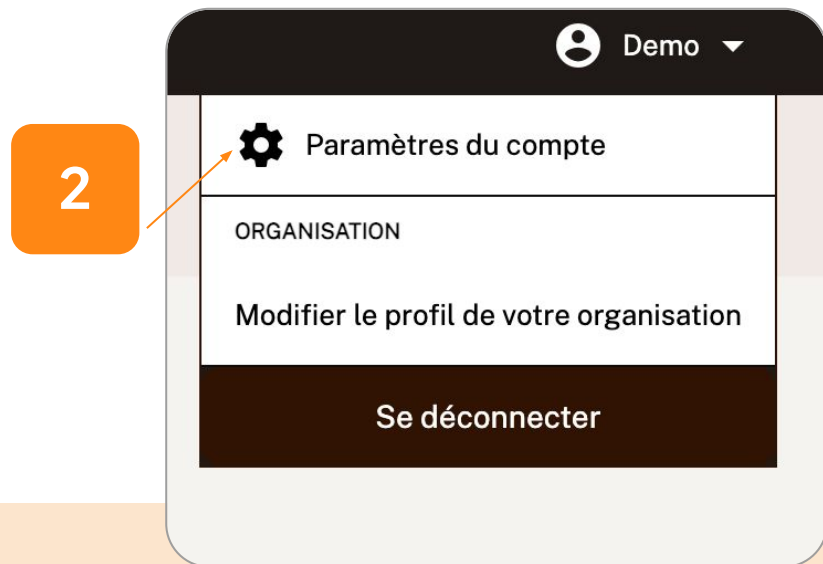 Demo
Paramètres du compte
2
ORGANISATION
Modifier le profil de votre organisation
Se déconnecter